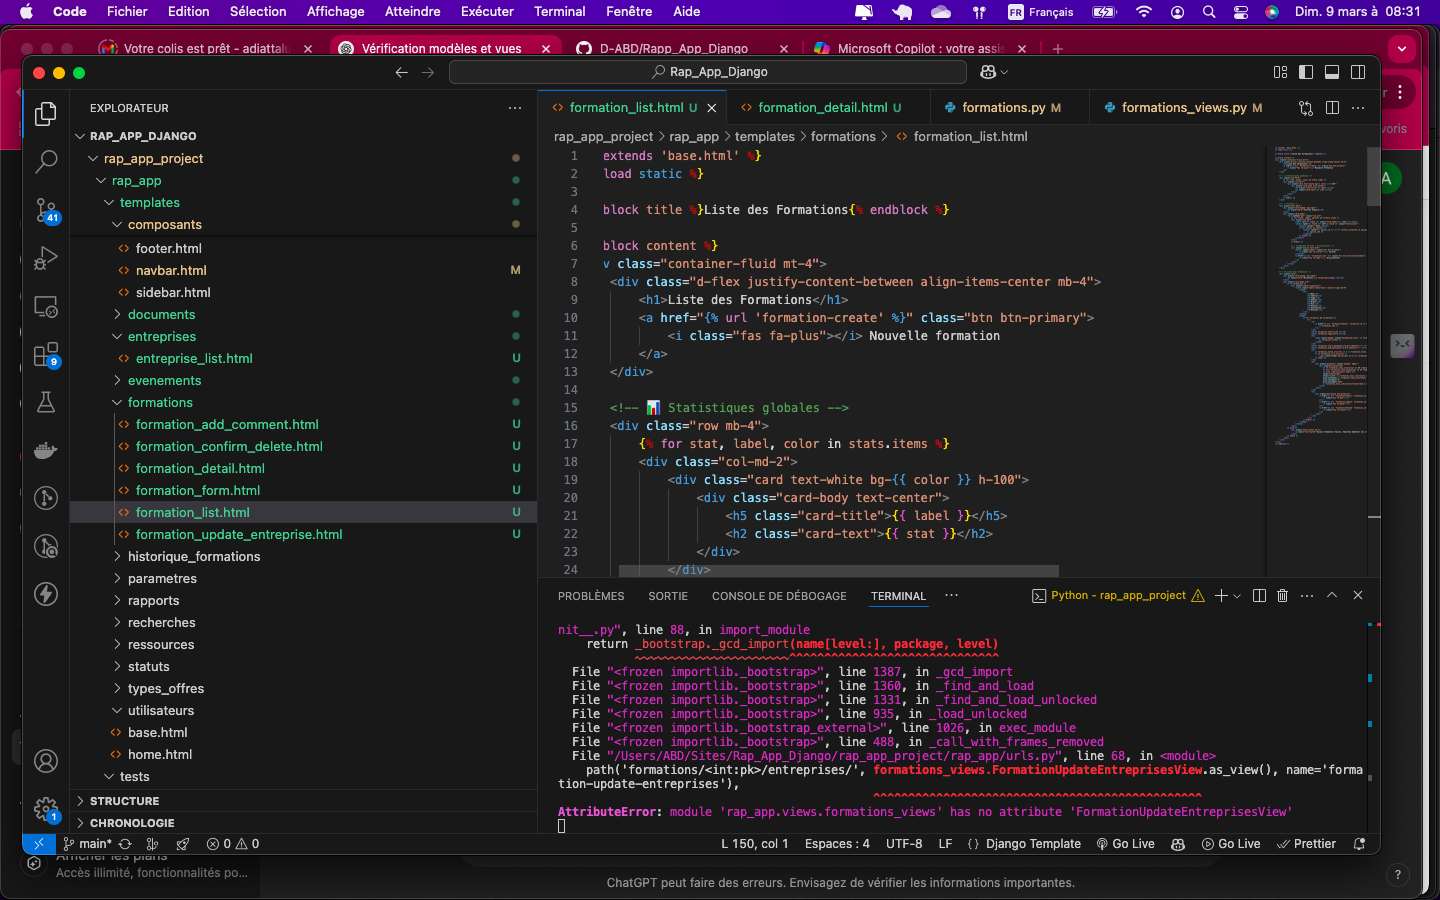 Code Fichier Edition Sélection Affichage Atteindre Exécuter Terminal Fenêtre Aide FR Français Dim. 9 mars à 08:31
Votre colis est prêt - adiattalu Vérification modèles et vues D-ABD/Rapp_App_Django Microsoft Copilot : votre assis
Rap_App_Django
EXPLORATEUR
RAP_APP_DJANGO
rap_app_project
rap_app
templates
composants
footer.html
navbar.html M
sidebar.html
documents
entreprises
entreprise_list.html U
evenements
formations
formation_add_comment.html U
formation_confirm_delete.html U
formation_detail.html U
formation_form.html U
formation_list.html U
formation_update_entreprise.html U
historique_formations
parametres
rapports
recherches
ressources
statuts
types_offres
utilisateurs
base.html
home.html
tests
STRUCTURE
CHRONOLOGIE
41
9
1
formation_list.html U formation_detail.html U formations.py M formations_views.py M
rap_app_project > rap_app > templates > formations > formation_list.html
1 extends 'base.html' %}
2 load static %}
3
4 block title %}Liste des Formations{% endblock %}
5
6 block content %}
7 v class="container-fluid mt-4">
8 <div class="d-flex justify-content-between align-items-center mb-4">
9 <h1>Liste des Formations</h1>
10 <a href="{% url 'formation-create' %}" class="btn btn-primary">
11 <i class="fas fa-plus"></i> Nouvelle formation
12 </a>
13 </div>
14
15 <!-- 📊 Statistiques globales -->
16 <div class="row mb-4">
17 {% for stat, label, color in stats.items %}
18 <div class="col-md-2">
19 <div class="card text-white bg-{{ color }} h-100">
20 <div class="card-body text-center">
21 <h5 class="card-title">{{ label }}</h5>
22 <h2 class="card-text">{{ stat }}</h2>
23 </div>
24 </div>
PROBLÈMES SORTIE CONSOLE DE DÉBOGAGE TERMINAL Python - rap_app_project
nit__.py", line 88, in import_module
return _bootstrap._gcd_import(name[level:], package, level)
File "<frozen importlib._bootstrap>", line 1387, in _gcd_import
File "<frozen importlib._bootstrap>", line 1360, in _find_and_load
File "<frozen importlib._bootstrap>", line 1331, in _find_and_load_unlocked
File "<frozen importlib._bootstrap>", line 935, in _load_unlocked
File "<frozen importlib._bootstrap_external>", line 1026, in exec_module
File "<frozen importlib._bootstrap>", line 488, in _call_with_frames_removed
File "/Users/ABD/Sites/Rap_App_Django/rap_app_project/rap_app/urls.py", line 68, in <module>
path('formations/<int:pk>/entreprises/', formations_views.FormationUpdateEntreprisesView.as_view(), name='forma
tion-update-entreprises'),
AttributeError: module 'rap_app.views.formations_views' has no attribute 'FormationUpdateEntreprisesView'
main* 0 0 L 150, col 1 Espaces : 4 UTF-8 LF Django Template Go Live Go Live Prettier
Afficher les plans
Accès illimité, fonctionnalités po...
ChatGPT peut faire des erreurs. Envisagez de vérifier les informations importantes.
?
voris
A